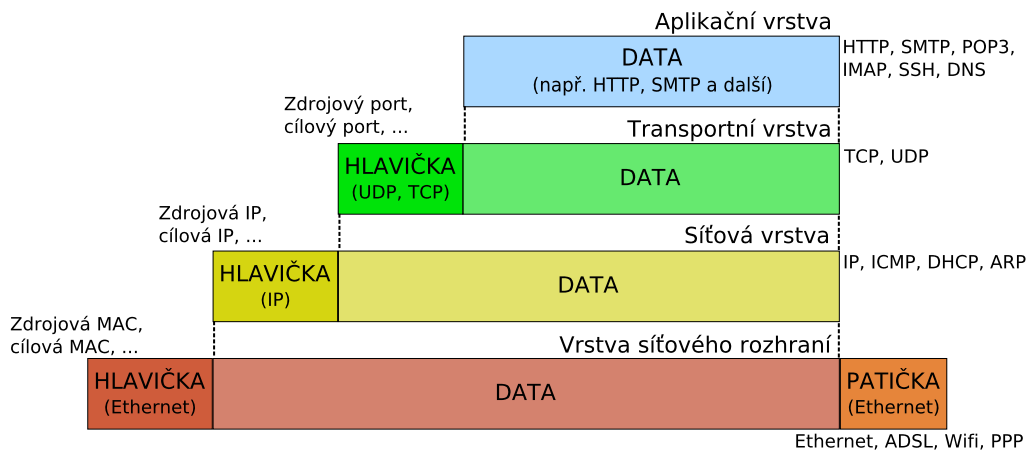 Aplikační vrstva
DATA
(např. HTTP, SMTP a další)
HTTP, SMTP, POP3,
IMAP, SSH, DNS
Zdrojový port,
cílový port, ...
Transportní vrstva
HLAVIČKA
(UDP, TCP)
DATA
TCP, UDP
Zdrojová IP,
cílová IP, ...
Síťová vrstva
HLAVIČKA
(IP)
DATA
IP, ICMP, DHCP, ARP
Zdrojová MAC,
cílová MAC, ...
Vrstva síťového rozhraní
HLAVIČKA
(Ethernet)
DATA
PATIČKA
(Ethernet)
Ethernet, ADSL, Wifi, PPP